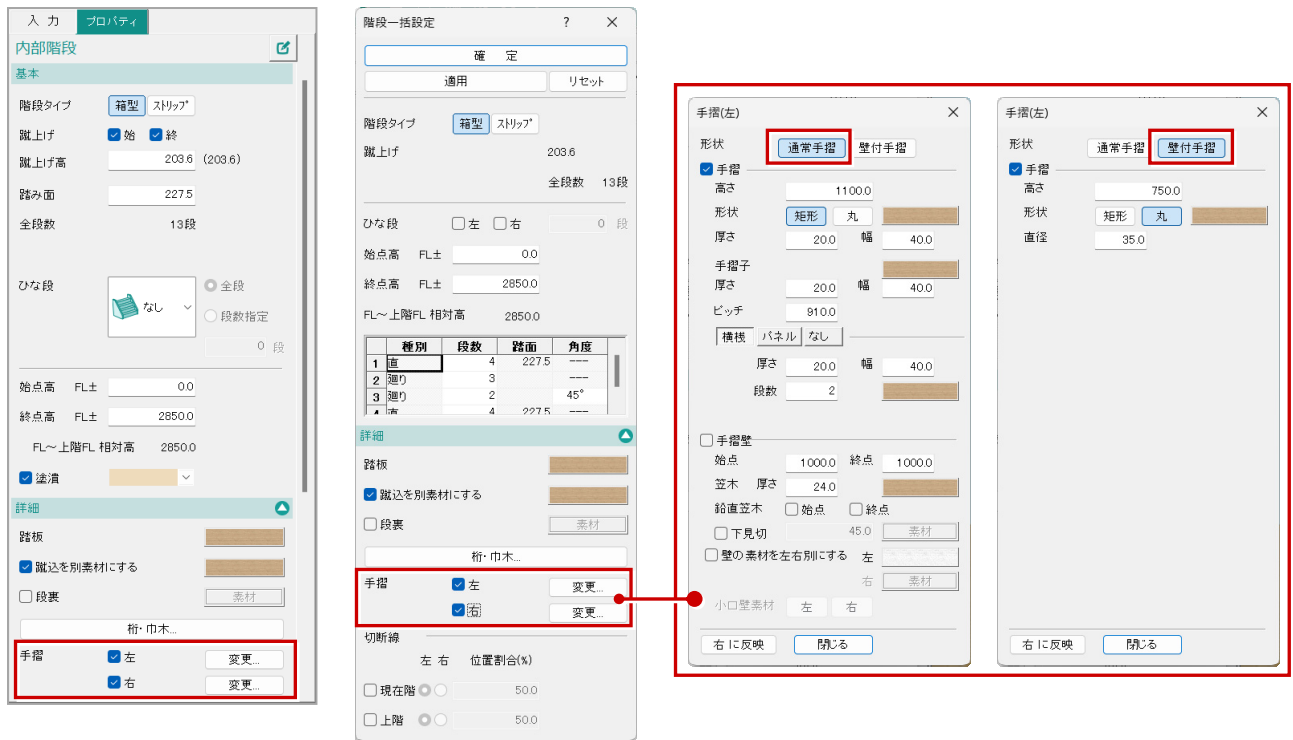 入 力 プロパティ
内部階段
基本
階段タイプ 箱型 ストリップ
蹴上げ 始 終
蹴上げ高 203.6 (203.6)
踏み面 227.5
全段数 13段
ひな段 なし 全段
段数指定
0 段
始点高 FL± 0.0
終点高 FL± 2850.0
FL～上階FL 相対高 2850.0
塗潰
詳細
踏板
蹴込を別素材にする
段裏 素材
桁・巾木...
手摺 左 変更...
右 変更...
階段一括設定 ? ×
確 定
適用 リセット
階段タイプ 箱型 ストリップ
蹴上げ 203.6
全段数 13段
ひな段 左 右 0 段
始点高 FL± 0.0
終点高 FL± 2850.0
FL～上階FL 相対高 2850.0
種別 段数 踏面 角度
1 直 4 227.5 ---
2 廻り 3 ---
3 廻り 2 45°
4 直 4 227.5 ---
詳細
踏板
蹴込を別素材にする
段裏 素材
桁・巾木...
手摺 左 変更...
右 変更...
切断線
左 右 位置割合(%)
現在階 50.0
上階 50.0
手摺(左) ×
形状 通常手摺 壁付手摺
手摺
高さ 1100.0
形状 矩形 丸
厚さ 20.0 幅 40.0
手摺子
厚さ 20.0 幅 40.0
ピッチ 910.0
横桟 パネル なし
厚さ 20.0 幅 40.0
段数 2
手摺壁
始点 1000.0 終点 1000.0
笠木 厚さ 24.0
鉛直笠木 始点 終点
下見切 45.0 素材
壁の素材を左右別にする 左
右 素材
小口壁素材 左 右
右に反映 閉じる
手摺(左) ×
形状 通常手摺 壁付手摺
手摺
高さ 750.0
形状 矩形 丸
直径 35.0
右に反映 閉じる